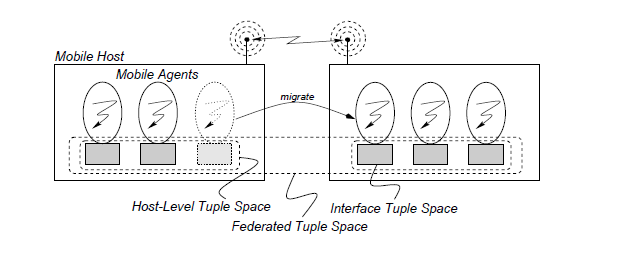 Mobile Host
Mobile Agents
migrate
Host-Level Tuple Space
Interface Tuple Space
Federated Tuple Space